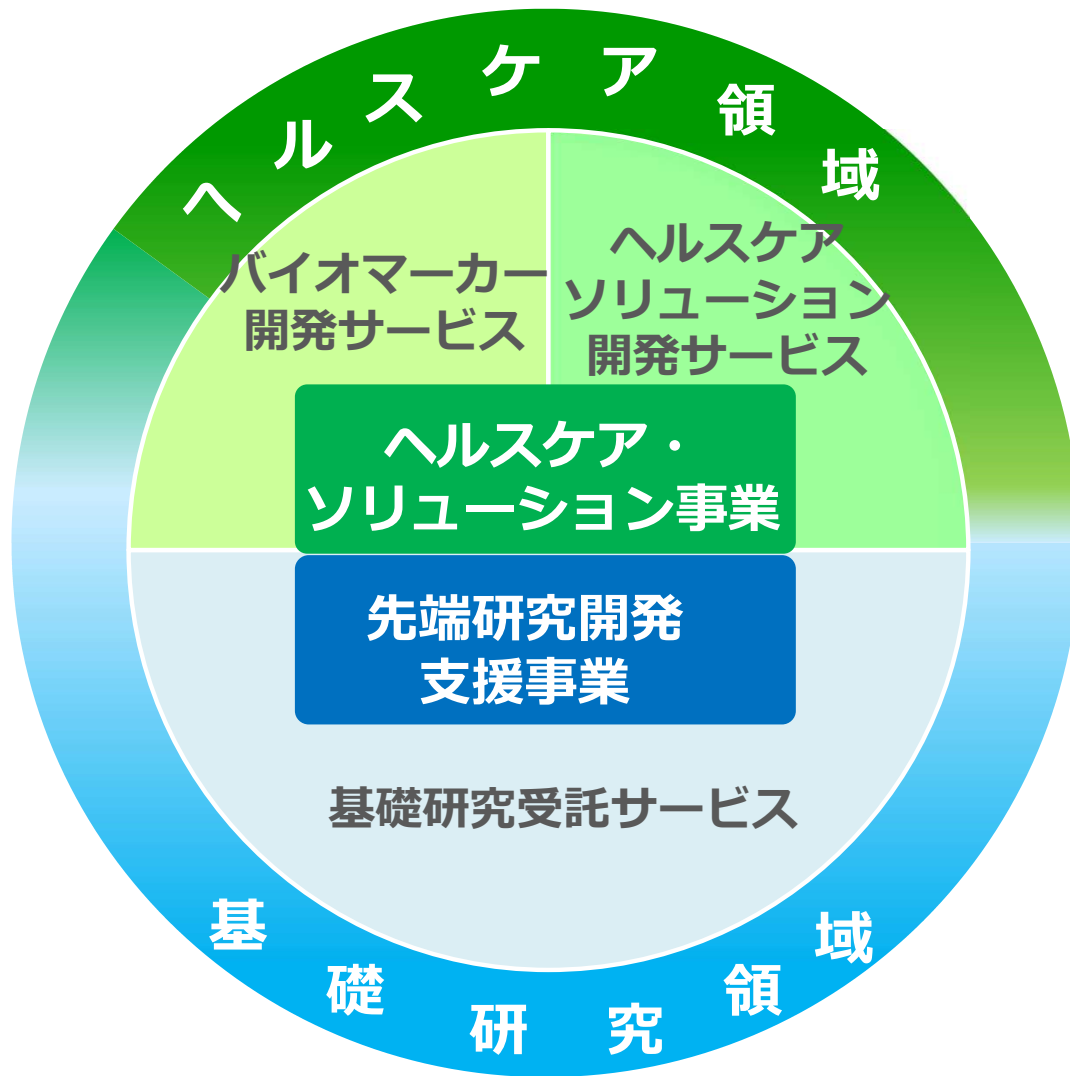 ヘルスケア領域
バイオマーカー
開発サービス
ヘルスケア
ソリューション
開発サービス
ヘルスケア・
ソリューション事業
先端研究開発
支援事業
基礎研究受託サービス
基礎研究領域